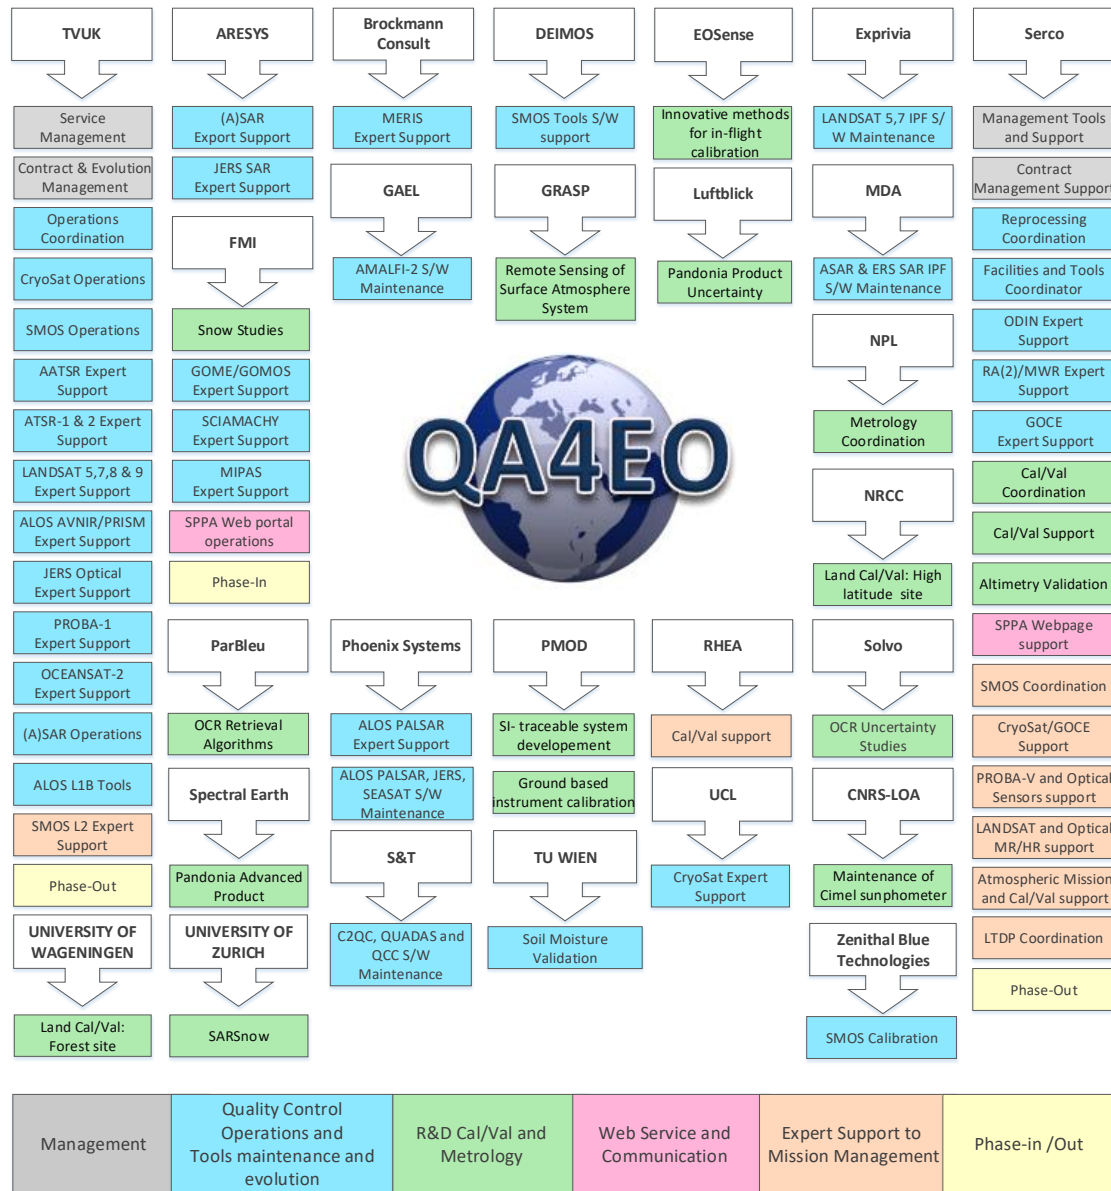 TVUK
Service
Management
Contract & Evolution
Management
Operations
Coordination
CryoSat Operations
SMOS Operations
AATSR Expert
Support
ATSR-1 & 2 Expert
Support
LANDSAT 5,7,8 & 9
Expert Support
ALOS AVNIR/PRISM
Expert Support
JERS Optical
Expert Support
PROBA-1
Expert Support
OCEANSAT-2
Expert Support
(A)SAR Operations
ALOS L1B Tools
SMOS L2 Expert
Support
Phase-Out
UNIVERSITY OF
WAGENINGEN
Land Cal/Val:
Forest site
ARESYS
(A)SAR
Export Support
JERS SAR
Expert Support
FMI
Snow Studies
GOME/GOMOS
Expert Support
SCIAMACHY
Expert Support
MIPAS
Expert Support
SPPA Web portal
operations
Phase-In
ParBleu
OCR Retrieval
Algorithms
Spectral Earth
Pandonia Advanced
Product
UNIVERSITY OF
ZURICH
SARSnow
Brockmann
Consult
MERIS
Expert Support
GAEL
AMALFI-2 S/W
Maintenance
DEIMOS
SMOS Tools S/W
support
GRASP
Remote Sensing of
Surface Atmosphere
System
EOSense
Innovative methods
for in-flight
calibration
Luftblick
Pandonia Product
Uncertainty
QA4EO
Phoenix Systems
ALOS PALSAR
Expert Support
ALOS PALSAR, JERS,
SEASAT S/W
Maintenance
S&T
C2QC, QUADAS and
QCC S/W
Maintenance
PMOD
SI- traceable system
developement
Ground based
instrument calibration
TU WIEN
Soil Moisture
Validation
RHEA
Cal/Val support
UCL
CryoSat Expert
Support
Exprivia
LANDSAT 5,7 IPF S/
W Maintenance
MDA
ASAR & ERS SAR IPF
S/W Maintenance
NPL
Metrology
Coordination
NRCC
Land Cal/Val: High
latitude site
Solvo
OCR Uncertainty
Studies
CNRS-LOA
Maintenance of
Cimel sunphometer
Zenithal Blue
Technologies
SMOS Calibration
Serco
Management Tools
and Support
Contract
Management Support
Reprocessing
Coordination
Facilities and Tools
Coordinator
ODIN Expert
Support
RA(2)/MWR Expert
Support
GOCE
Expert Support
Cal/Val
Coordination
Cal/Val Support
Altimetry Validation
SPPA Webpage
support
SMOS Coordination
CryoSat/GOCE
Support
PROBA-V and Optical
Sensors support
LANDSAT and Optical
MR/HR support
Atmospheric Mission
and Cal/Val support
LTDP Coordination
Phase-Out
Management
Quality Control
Operations and
Tools maintenance and
evolution
R&D Cal/Val and
Metrology
Web Service and
Communication
Expert Support to
Mission Management
Phase-in /Out